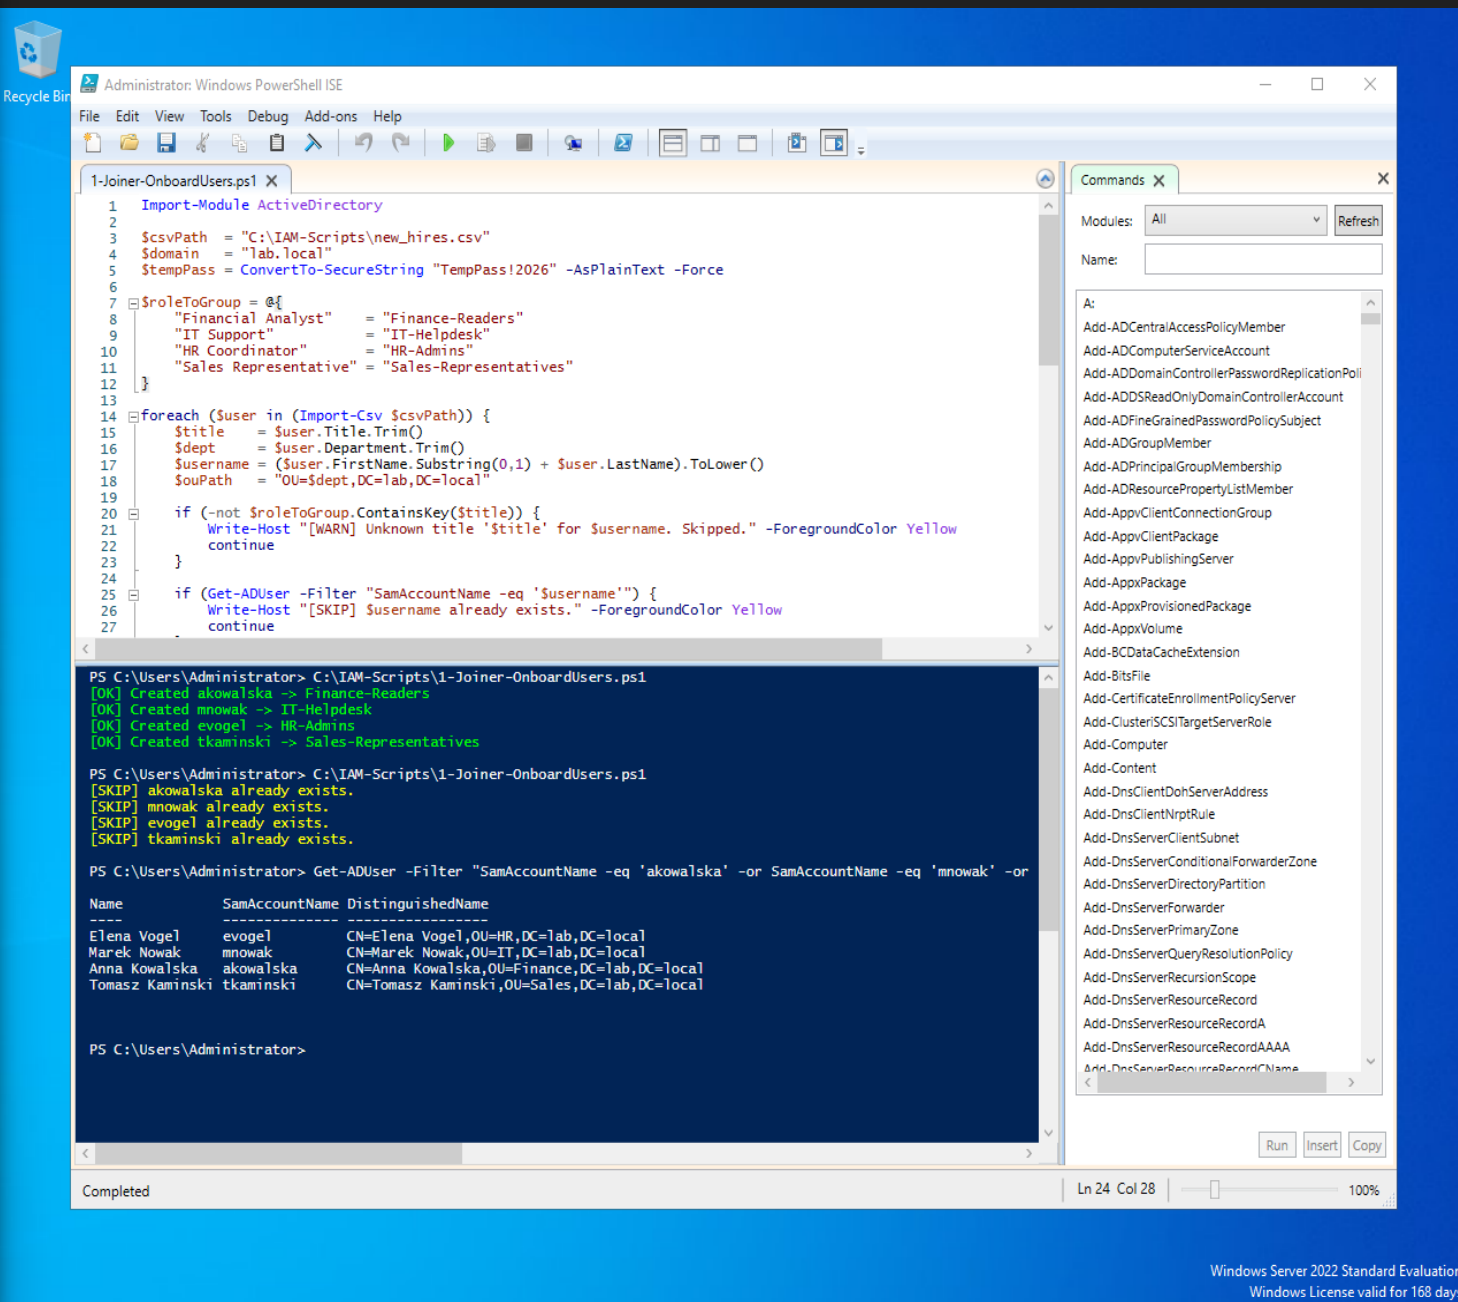 Recycle Bin
Administrator: Windows PowerShell ISE
File Edit View Tools Debug Add-ons Help
1-Joiner-OnboardUsers.ps1
1 Import-Module ActiveDirectory
2
3 $csvPath  = "C:\IAM-Scripts\new_hires.csv"
4 $domain   = "lab.local"
5 $tempPass = ConvertTo-SecureString "TempPass!2026" -AsPlainText -Force
6
7 $roleToGroup = @{
8     "Financial Analyst"    = "Finance-Readers"
9     "IT Support"           = "IT-Helpdesk"
10     "HR Coordinator"       = "HR-Admins"
11     "Sales Representative" = "Sales-Representatives"
12 }
13
14 foreach ($user in (Import-Csv $csvPath)) {
15     $title    = $user.Title.Trim()
16     $dept     = $user.Department.Trim()
17     $username = ($user.FirstName.Substring(0,1) + $user.LastName).ToLower()
18     $ouPath   = "OU=$dept,DC=lab,DC=local"
19
20     if (-not $roleToGroup.ContainsKey($title)) {
21         Write-Host "[WARN] Unknown title '$title' for $username. Skipped." -ForegroundColor Yellow
22         continue
23     }
24
25     if (Get-ADUser -Filter "SamAccountName -eq '$username'") {
26         Write-Host "[SKIP] $username already exists." -ForegroundColor Yellow
27         continue
PS C:\Users\Administrator> C:\IAM-Scripts\1-Joiner-OnboardUsers.ps1
[OK] Created akowalska -> Finance-Readers
[OK] Created mnowak -> IT-Helpdesk
[OK] Created evogel -> HR-Admins
[OK] Created tkaminski -> Sales-Representatives
PS C:\Users\Administrator> C:\IAM-Scripts\1-Joiner-OnboardUsers.ps1
[SKIP] akowalska already exists.
[SKIP] mnowak already exists.
[SKIP] evogel already exists.
[SKIP] tkaminski already exists.
PS C:\Users\Administrator> Get-ADUser -Filter "SamAccountName -eq 'akowalska' -or SamAccountName -eq 'mnowak' -or
Name            SamAccountName DistinguishedName
----            -------------- -----------------
Elena Vogel     evogel         CN=Elena Vogel,OU=HR,DC=lab,DC=local
Marek Nowak     mnowak         CN=Marek Nowak,OU=IT,DC=lab,DC=local
Anna Kowalska   akowalska      CN=Anna Kowalska,OU=Finance,DC=lab,DC=local
Tomasz Kaminski tkaminski      CN=Tomasz Kaminski,OU=Sales,DC=lab,DC=local
PS C:\Users\Administrator>
Commands
Modules: All Refresh
Name:
A:
Add-ADCentralAccessPolicyMember
Add-ADComputerServiceAccount
Add-ADDomainControllerPasswordReplicationPoli
Add-ADDSReadOnlyDomainControllerAccount
Add-ADFineGrainedPasswordPolicySubject
Add-ADGroupMember
Add-ADPrincipalGroupMembership
Add-ADResourcePropertyListMember
Add-AppvClientConnectionGroup
Add-AppvClientPackage
Add-AppvPublishingServer
Add-AppxPackage
Add-AppxProvisionedPackage
Add-AppxVolume
Add-BCDataCacheExtension
Add-BitsFile
Add-CertificateEnrollmentPolicyServer
Add-ClusteriSCSITargetServerRole
Add-Computer
Add-Content
Add-DnsClientDohServerAddress
Add-DnsClientNrptRule
Add-DnsServerClientSubnet
Add-DnsServerConditionalForwarderZone
Add-DnsServerDirectoryPartition
Add-DnsServerForwarder
Add-DnsServerPrimaryZone
Add-DnsServerQueryResolutionPolicy
Add-DnsServerRecursionScope
Add-DnsServerResourceRecord
Add-DnsServerResourceRecordA
Add-DnsServerResourceRecordAAAA
Add-DnsServerResourceRecordCName
Run Insert Copy
Completed
Ln 24 Col 28 100%
Windows Server 2022 Standard Evaluation
Windows License valid for 168 days